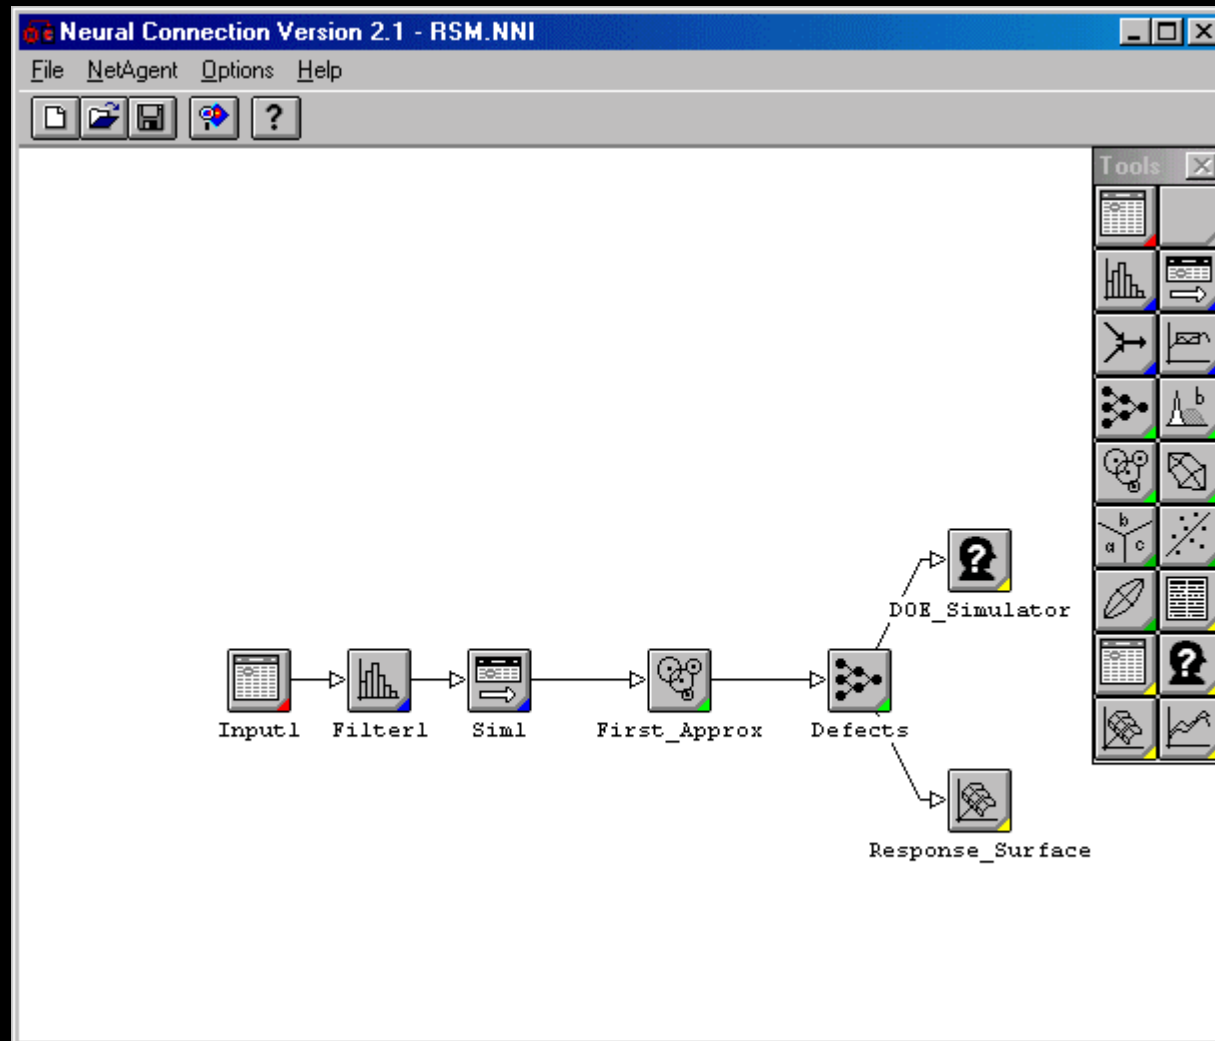 Neural Connection Version 2.1 - RSM.NNI
File NetAgent Options Help
?
Tools
b
b
a c
?
DOE_Simulator
Input1 Filter1 Sim1 First_Approx Defects
?
Response_Surface